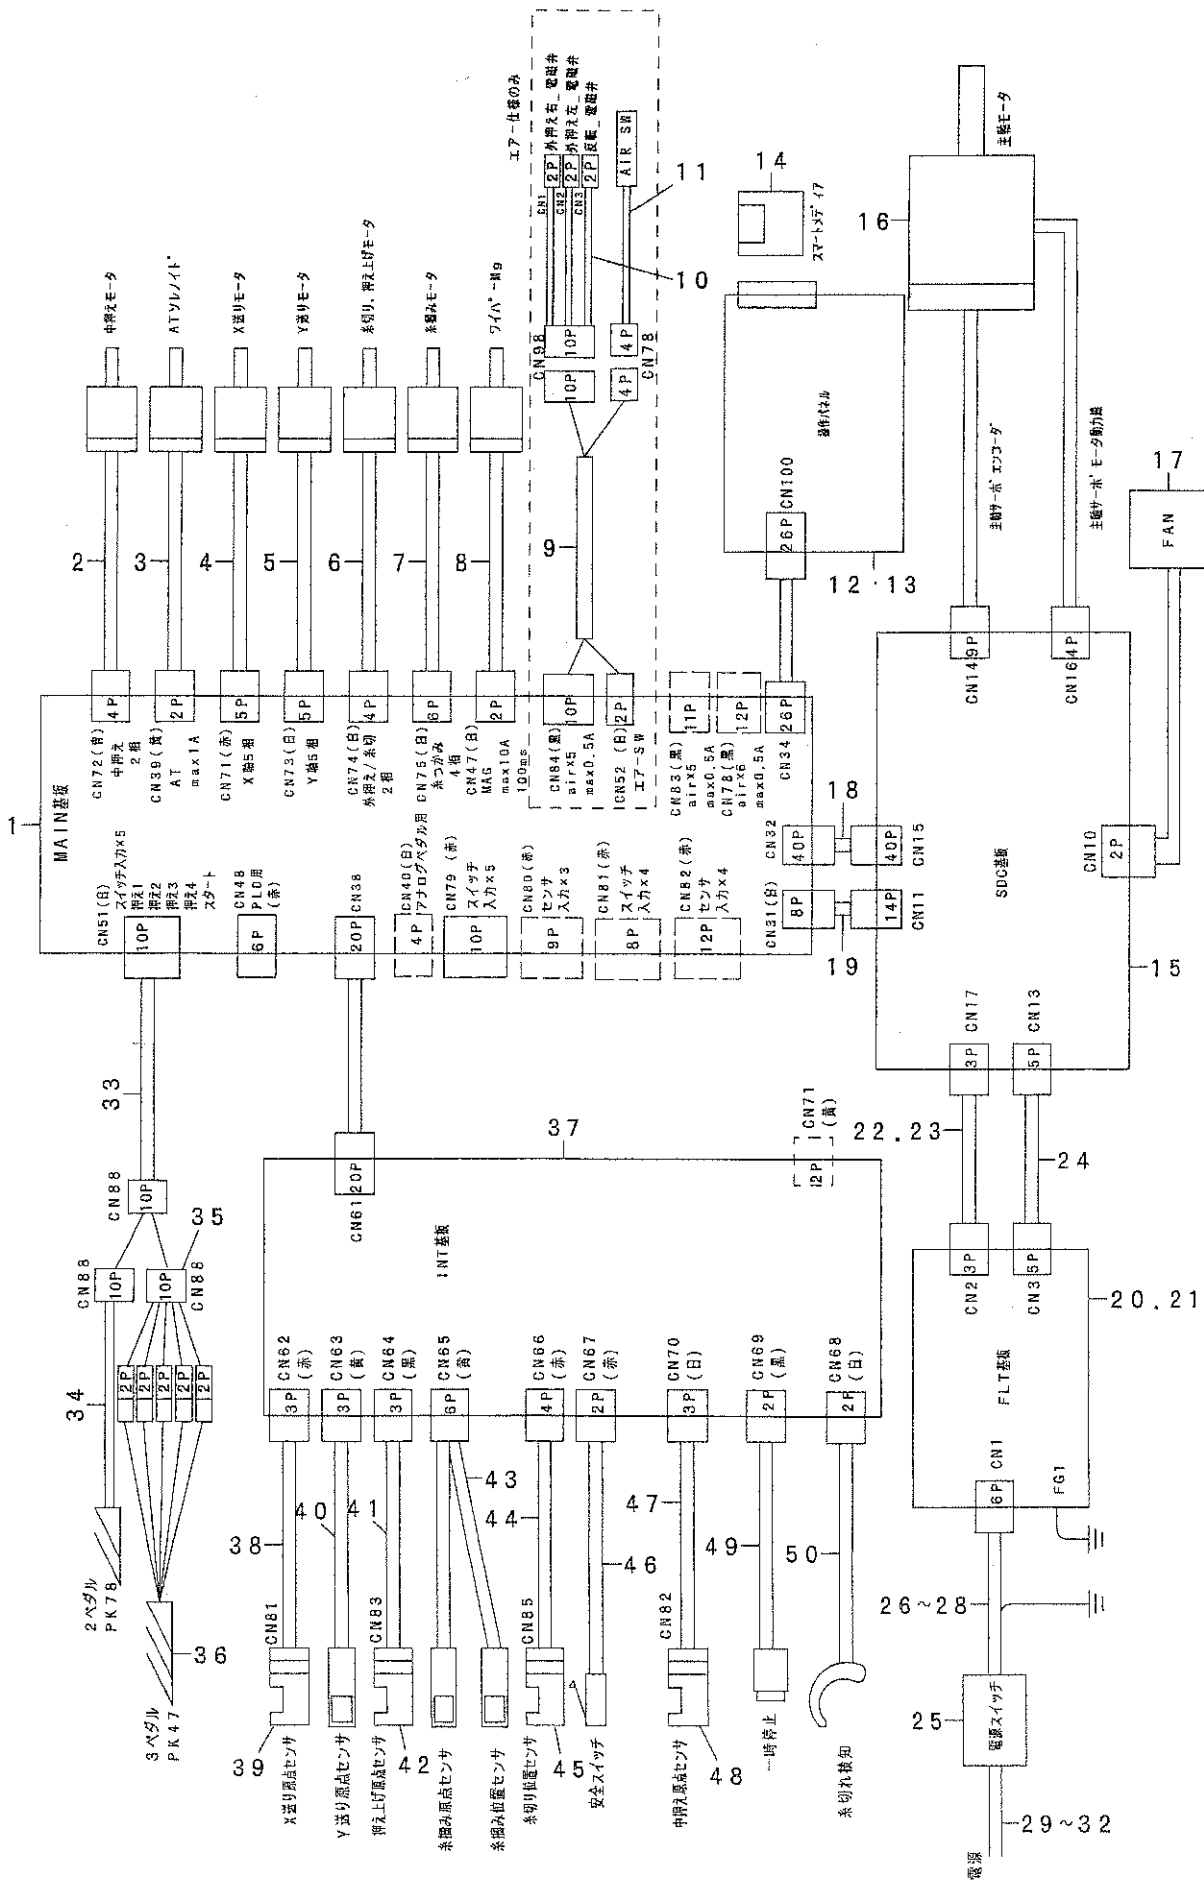 1
MAIN基板
CN72(青)
中押え
2相
4P
2
中押えモータ
CN39(黄)
AT
max1A
2P
3
ATソレノイド
CN71(赤)
X軸5相
5P
4
X送りモータ
CN73(白)
Y軸5相
5P
5
Y送りモータ
CN74(白)
外押え/糸切
2相
4P
6
糸切り、押え上げモータ
CN75(白)
糸つかみ
4相
6P
7
糸掴みモータ
CN47(白)
MAG
max10A
100ms
2P
8
ワイパーMg
エアー仕様のみ
CN84(黒)
airx5
max0.5A
10P
CN52(白)
エアーSW
2P
9
10P
4P
CN98
10P
CN78
4P
CN1
2P
外押え右_電磁弁
CN2
2P
外押え左_電磁弁
CN3
2P
反転_電磁弁
AIR SW
10
11
CN83(黒)
airx5
max0.5A
11P
CN78(黒)
airx6
max0.5A
12P
CN34
26P
26P
CN100
操作パネル
12・13
14
スマートメディア
CN51(白)
スイッチ入力×5
押え1
押え2
押え3
押え4
スタート
10P
CN48
PLD用
(赤)
6P
20P
CN38
CN40(白)
アナログペダル用
4P
CN79 (赤)
スイッチ
入力×5
10P
CN80(赤)
センサ
入力×3
9P
CN81(赤)
スイッチ
入力×4
8P
CN82(赤)
センサ
入力×4
12P
CN31(白)
8P
CN32
40P
18
19
40P
CN15
14P
CN11
SDC基板
15
CN14
9P
主軸サーボエンコーダ
CN16
4P
主軸サーボモータ動力線
16
主軸モータ
CN10
2P
FAN
17
3P
CN17
5P
CN13
22,23
24
CN2
3P
CN3
5P
FLT基板
20,21
6P
CN1
FG1
26~28
25
電源スイッチ
29~32
電源
33
CN88
10P
CN88
10P
10P
CN88
35
34
2P
2P
2P
2P
2P
2ペダル
PK78
3ペダル
PK47
36
CN61
20P
37
INT基板
CN71
(黄)
12P
CN62
(赤)
3P
38
CN81
39
X送り原点センサ
CN63
(黄)
3P
40
Y送り原点センサ
CN64
(黒)
3P
41
CN83
42
押え上げ原点センサ
CN65
(黄)
6P
43
糸掴み原点センサ
糸掴み位置センサ
CN66
(赤)
4P
44
CN85
45
糸切り位置センサ
CN67
(赤)
2P
46
安全スイッチ
CN70
(白)
3P
47
CN82
48
中押え原点センサ
CN69
(黒)
2P
49
一時停止
CN68
(白)
2P
50
糸切れ検知